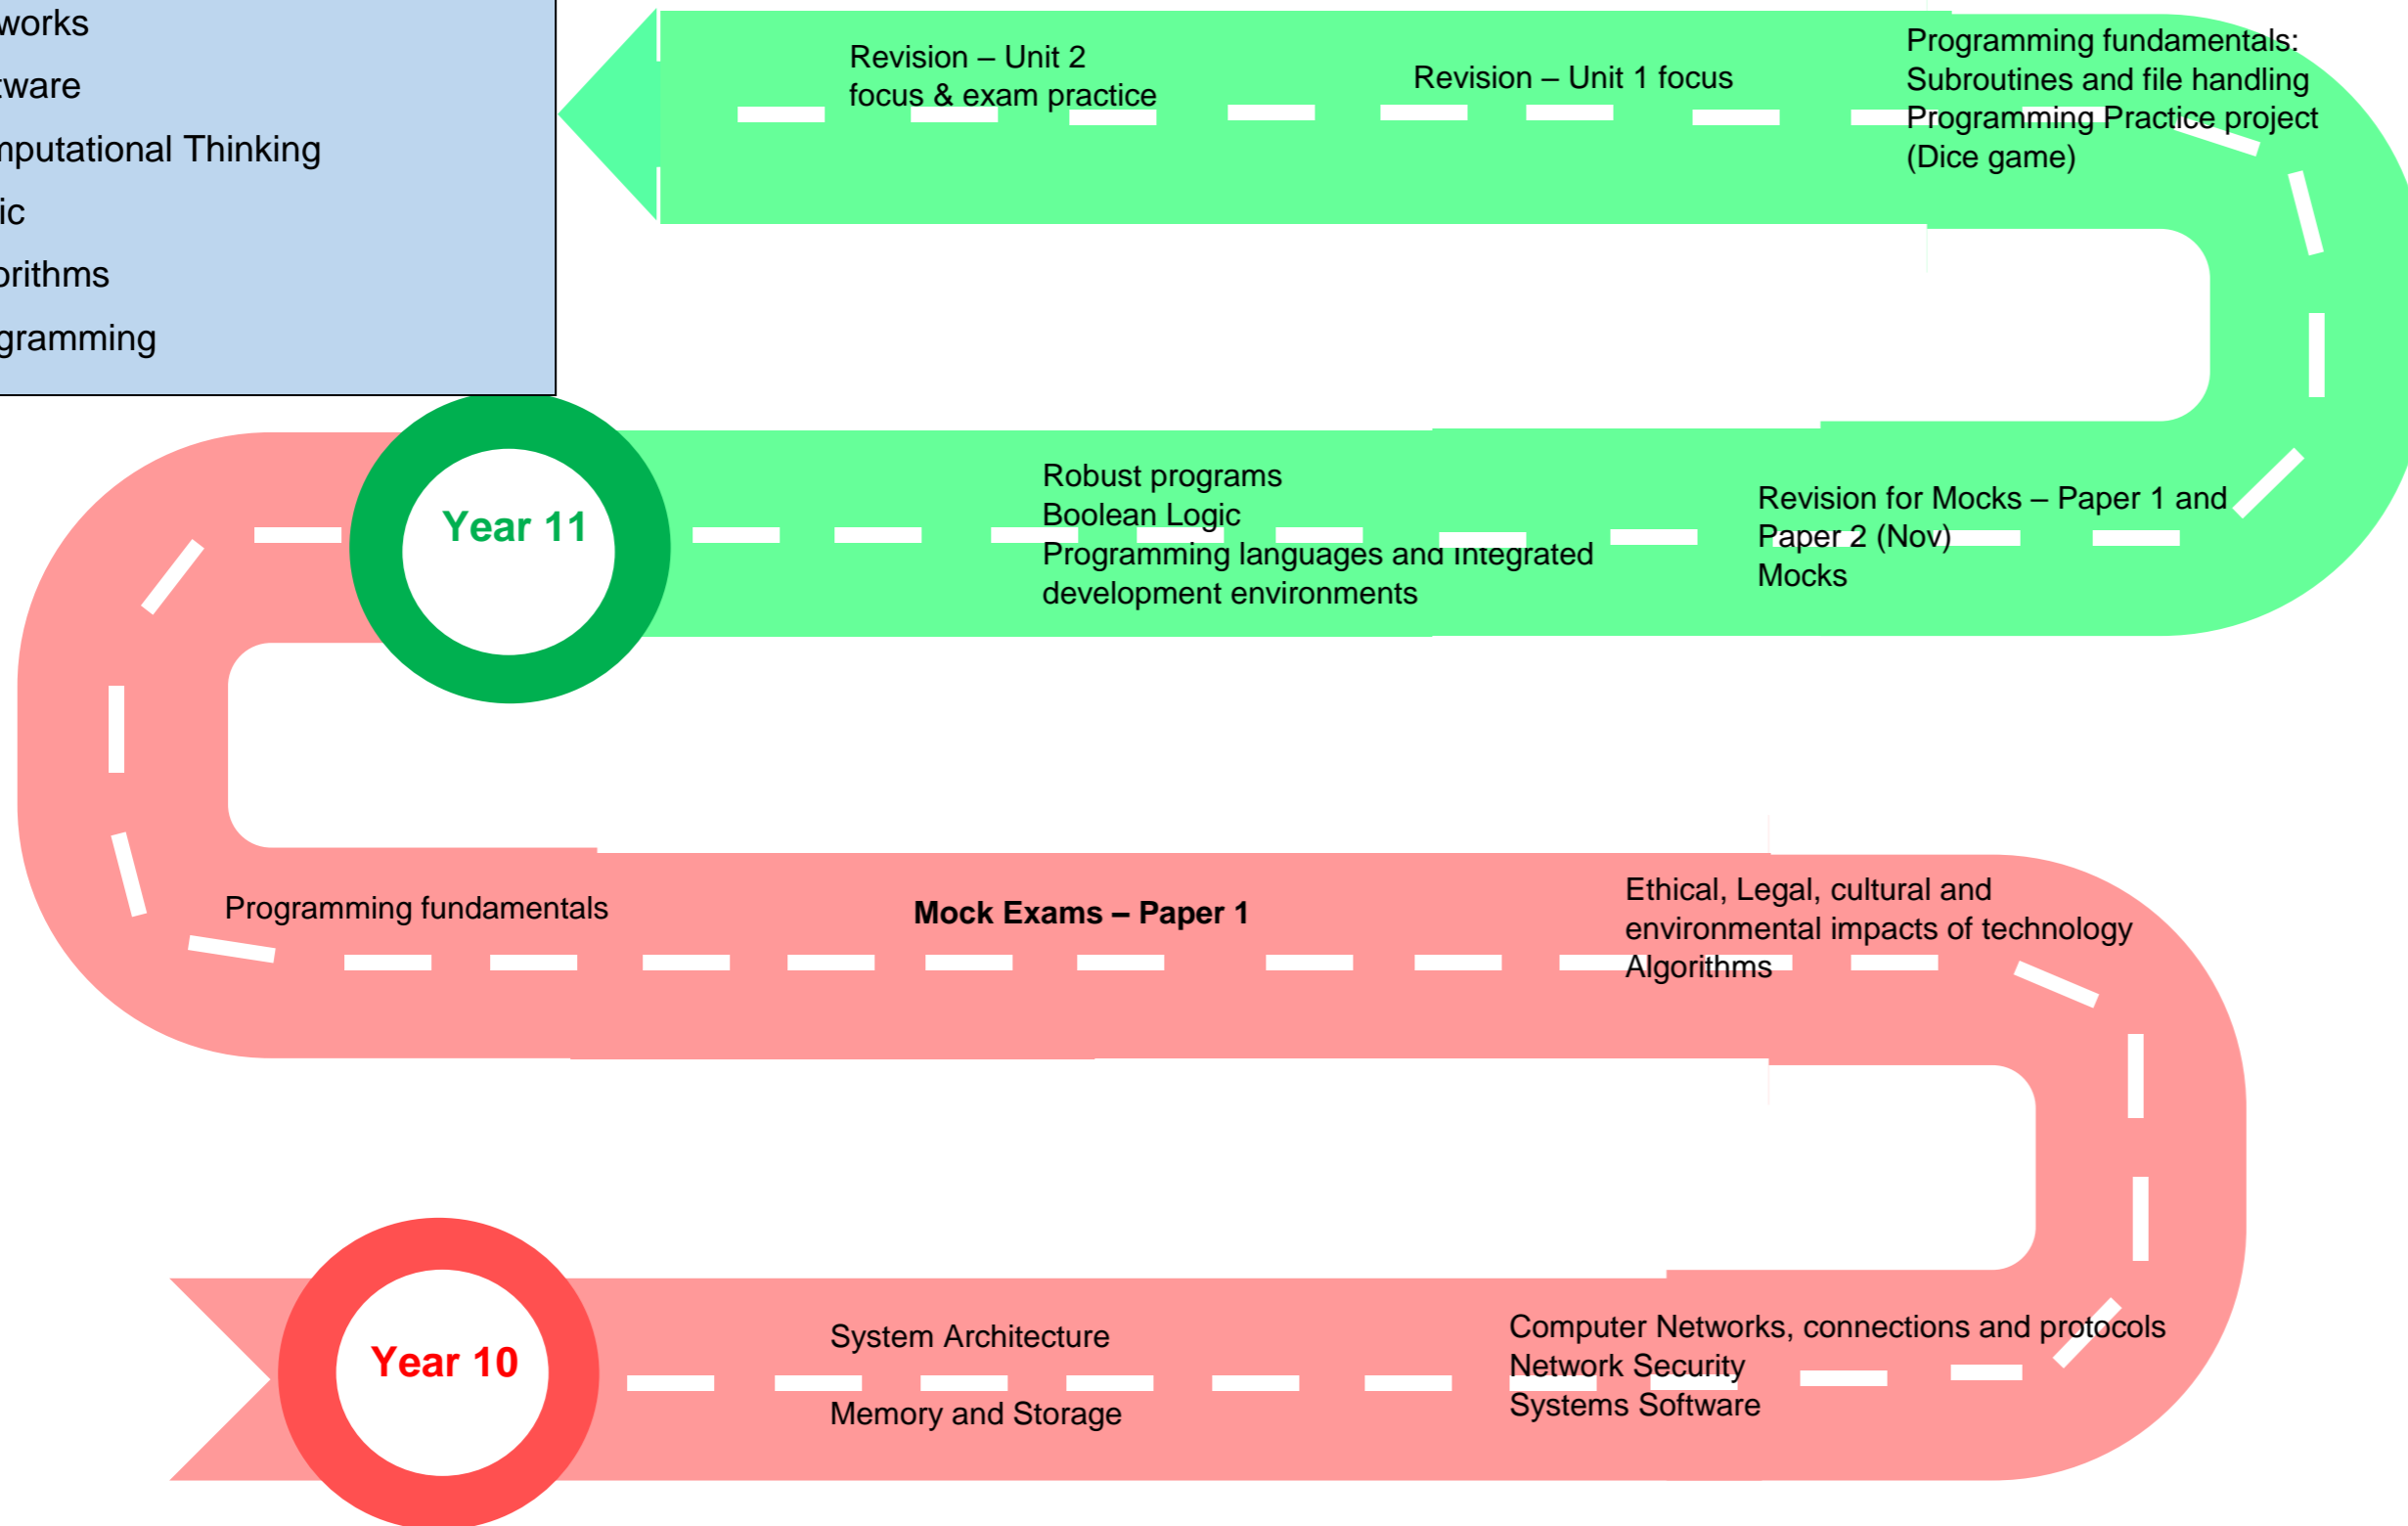 works
tware
mputational Thinking
ic
orithms
gramming
Revision – Unit 2
focus & exam practice
Revision – Unit 1 focus
Programming fundamentals:
Subroutines and file handling
Programming Practice project
(Dice game)
Year 11
Robust programs
Boolean Logic
Programming languages and Integrated
development environments
Revision for Mocks – Paper 1 and
Paper 2 (Nov)
Mocks
Programming fundamentals
Mock Exams – Paper 1
Ethical, Legal, cultural and
environmental impacts of technology
Algorithms
Year 10
System Architecture
Memory and Storage
Computer Networks, connections and protocols
Network Security
Systems Software